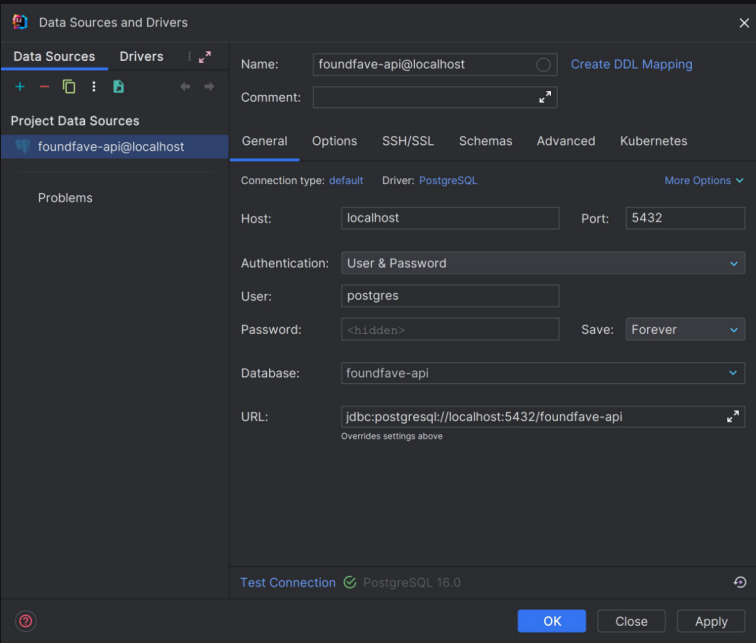 Data Sources and Drivers
Data Sources Drivers
Project Data Sources
foundfave-api@localhost
Problems
Name: foundfave-api@localhost Create DDL Mapping
Comment:
General Options SSH/SSL Schemas Advanced Kubernetes
Connection type: default Driver: PostgreSQL More Options
Host: localhost Port: 5432
Authentication: User & Password
User: postgres
Password: <hidden> Save: Forever
Database: foundfave-api
URL: jdbc:postgresql://localhost:5432/foundfave-api
Overrides settings above
Test Connection PostgreSQL 16.0
? OK Close Apply